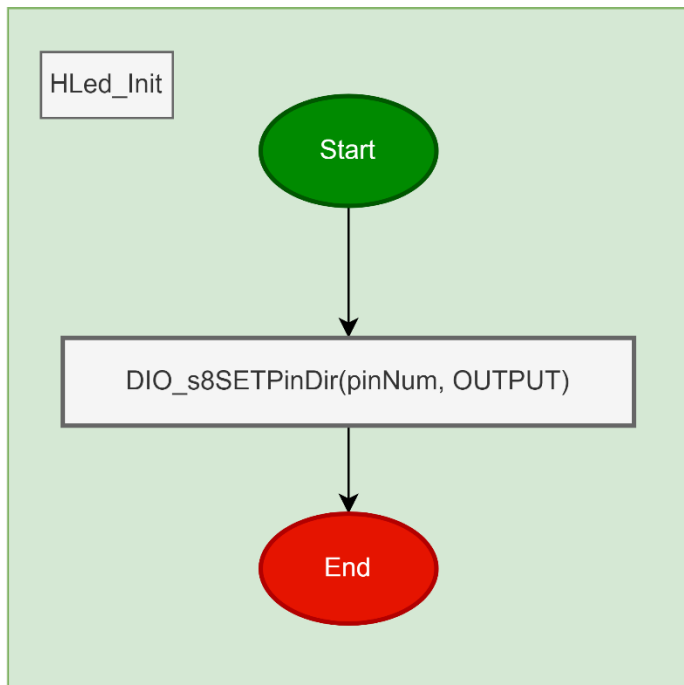 HLed_Init
Start
DIO_s8SETPinDir(pinNum, OUTPUT)
End